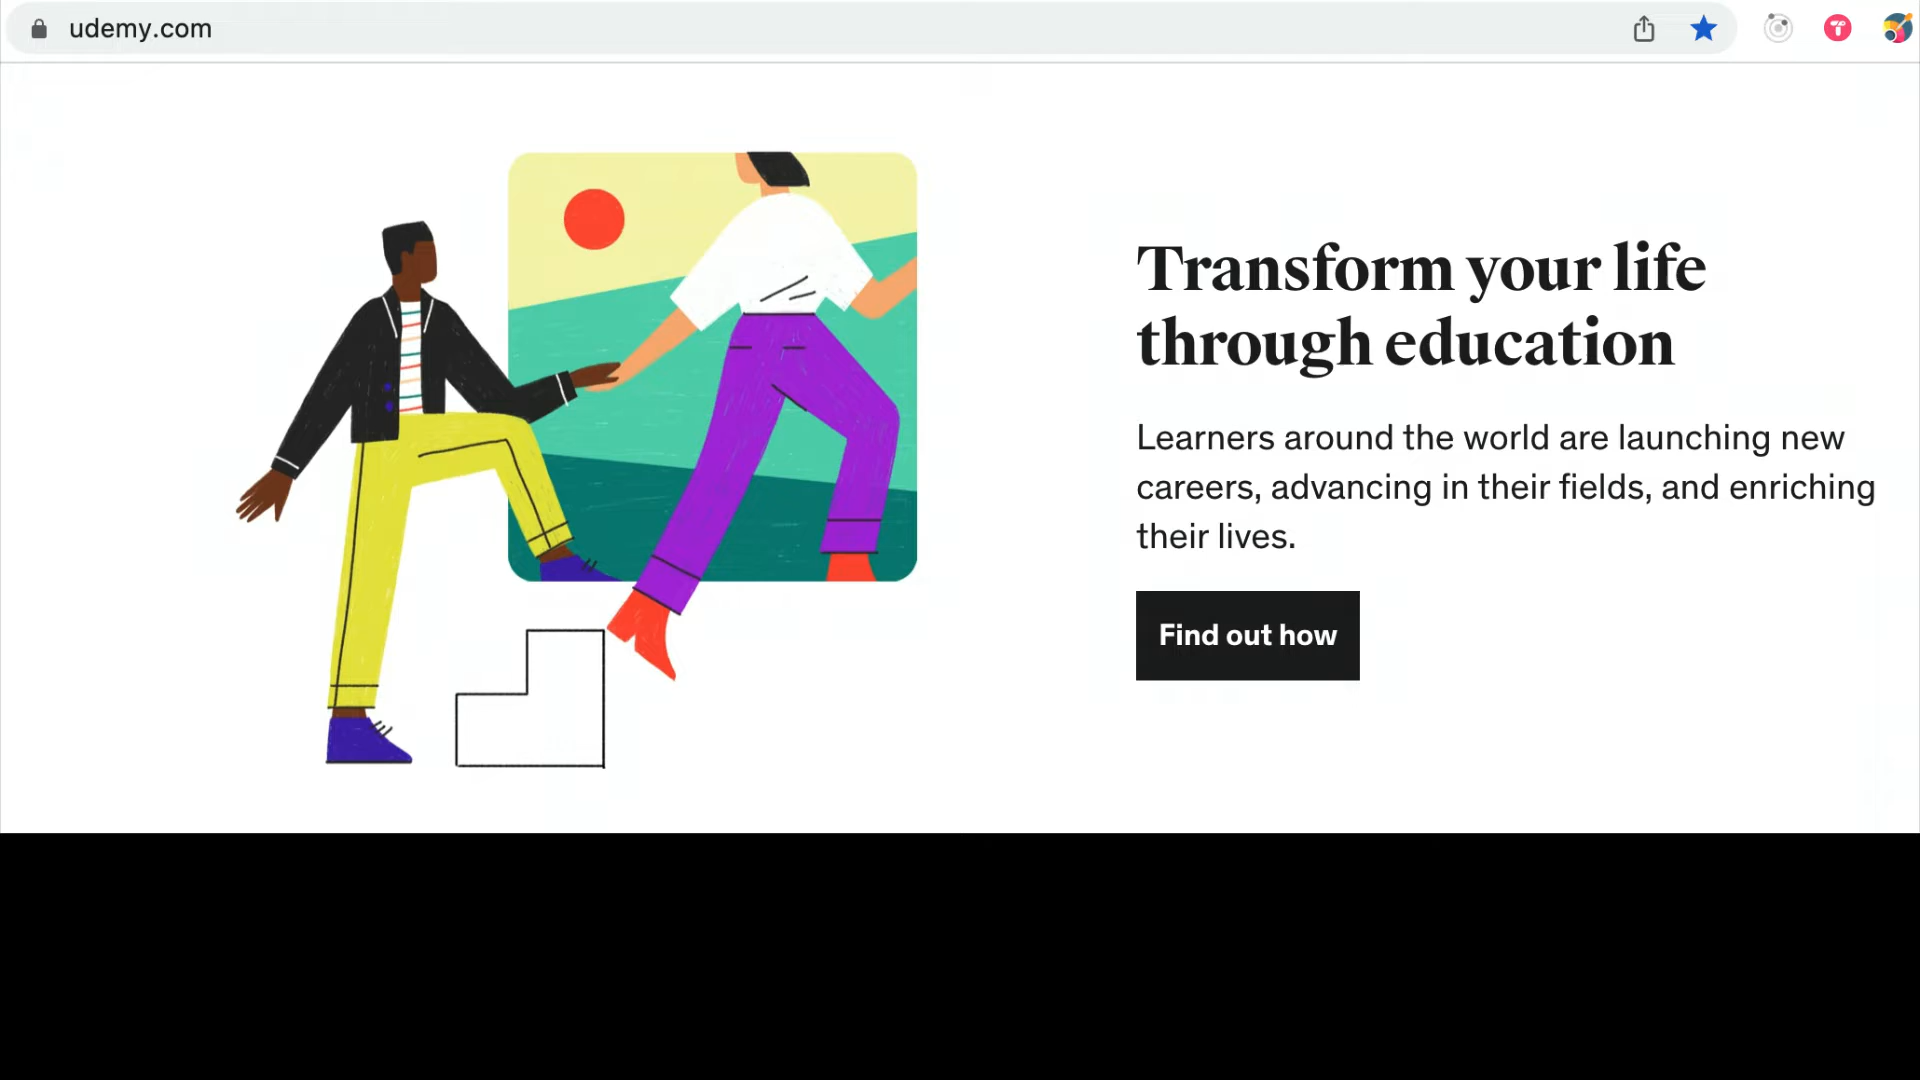 udemy.com
Transform your life
through education
Learners around the world are launching new
careers, advancing in their fields, and enriching
their lives.
Find out how